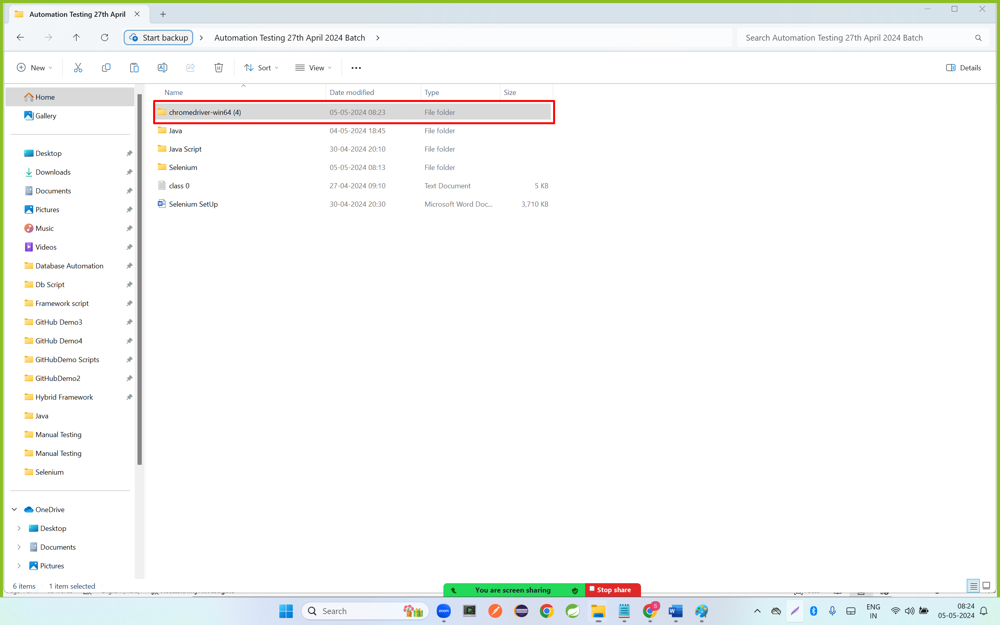 Automation Testing 27th April
Start backup
Automation Testing 27th April 2024 Batch
Search Automation Testing 27th April 2024 Batch
New
Sort
View
Details
Name
Date modified
Type
Size
Home
Gallery
Desktop
Downloads
Documents
Pictures
Music
Videos
Database Automation
Db Script
Framework script
GitHub Demo3
GitHub Demo4
GitHubDemo Scripts
GitHubDemo2
Hybrid Framework
Java
Manual Testing
Manual Testing
Selenium
OneDrive
Desktop
Documents
Pictures
chromedriver-win64 (4) 05-05-2024 08:23 File folder
Java 04-05-2024 18:45 File folder
Java Script 30-04-2024 20:10 File folder
Selenium 05-05-2024 08:13 File folder
class 0 27-04-2024 09:10 Text Document 5 KB
Selenium SetUp 30-04-2024 20:30 Microsoft Word Doc... 3,710 KB
6 items 1 item selected
You are screen sharing
Stop share
Search
zoom
S
ENG
IN
08:24
05-05-2024